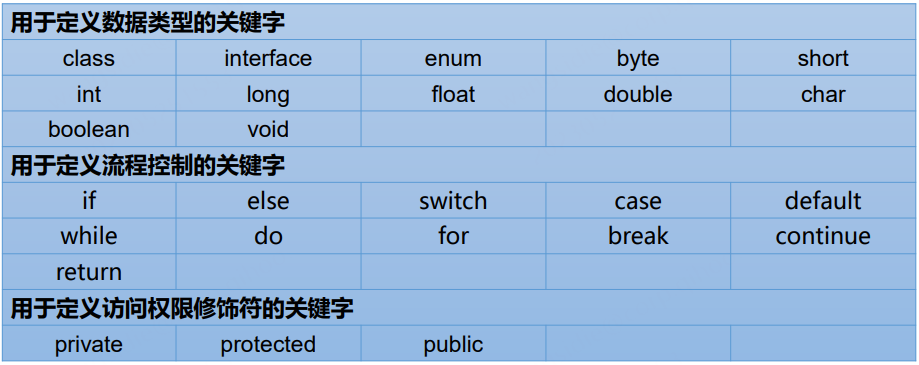 用于定义数据类型的关键字
class interface enum byte short
int long float double char
boolean void
用于定义流程控制的关键字
if else switch case default
while do for break continue
return
用于定义访问权限修饰符的关键字
private protected public